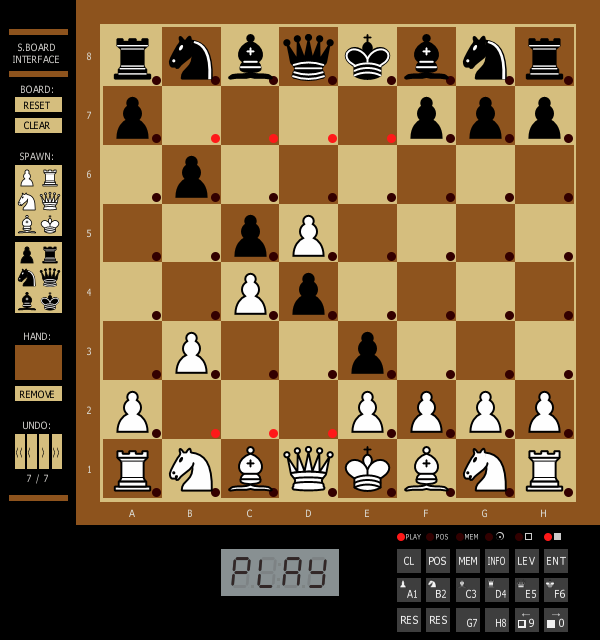 S.BOARD
INTERFACE
BOARD:
RESET
CLEAR
SPAWN:
HAND:
REMOVE
UNDO:
⟨⟨ ⟨ ⟩ ⟩⟩
7 / 7
8
7
6
5
4
3
2
1
A B C D E F G H
PLAY
PLAY POS MEM
CL POS MEM INFO LEV ENT
A1 B2 C3 D4 E5 F6
RES RES G7 H8 9 0